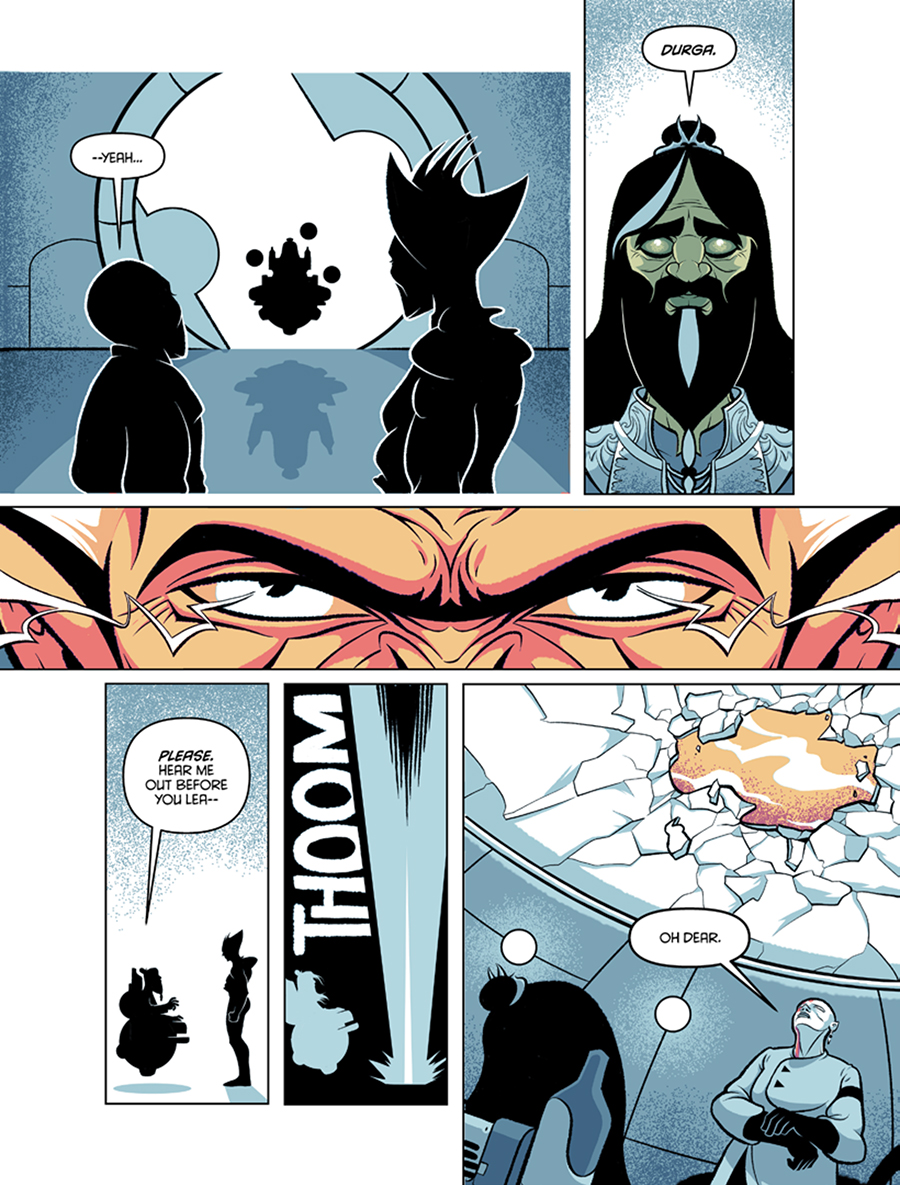 --YEAH...
DURGA.
PLEASE.
HEAR ME
OUT BEFORE
YOU LEA--
THOOM
OH DEAR.